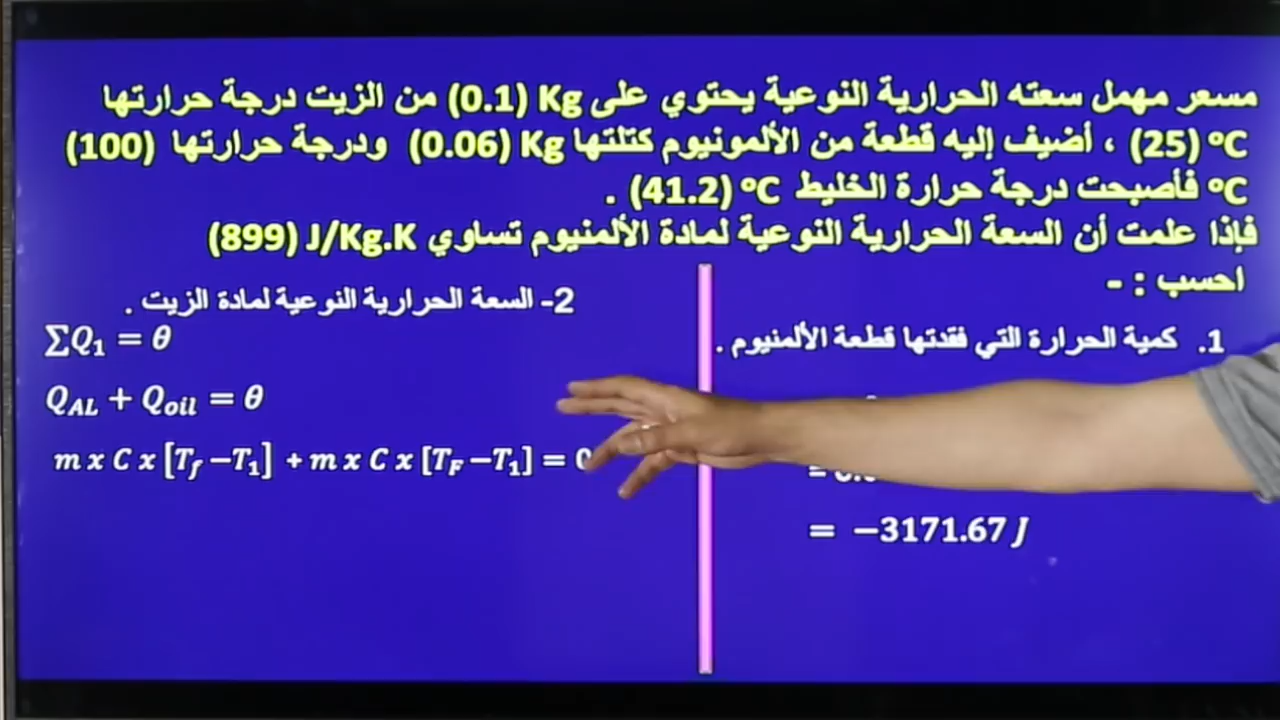 مسعر مهمل سعته الحرارية النوعية يحتوي على (0.1) Kg من الزيت درجة حرارتها
(25) °C ، أضيف إليه قطعة من الألمونيوم كتلتها (0.06) Kg ودرجة حرارتها (100)
°C فأصبحت درجة حرارة الخليط (41.2) °C .
فإذا علمت أن السعة الحرارية النوعية لمادة الألمنيوم تساوي (899) J/Kg.K
احسب : -
1. كمية الحرارة التي فقدتها قطعة الألمنيوم .
= −3171.67 J
2- السعة الحرارية النوعية لمادة الزيت .
∑Q₁ = θ
Q_AL + Q_oil = θ
m x C x [T_f −T₁] + m x C x [T_F −T₁] = 0